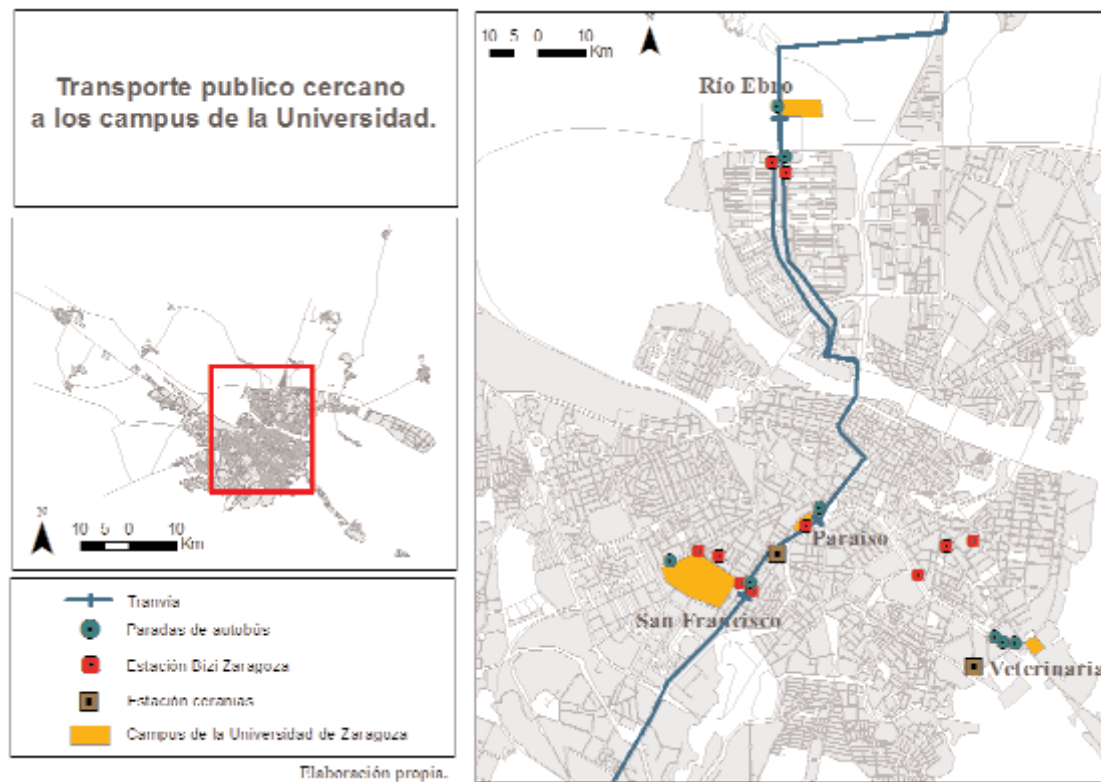 Transporte publico cercano
a los campus de la Universidad.
N
10 5 0 10
Km
Tranvía
Paradas de autobús
Estación Bizi Zaragoza
Estación cercanías
Campus de la Universidad de Zaragoza
Elaboración propia.
N
10 5 0 10
Km
Río Ebro
Paraiso
San Francisco
Veterinaria